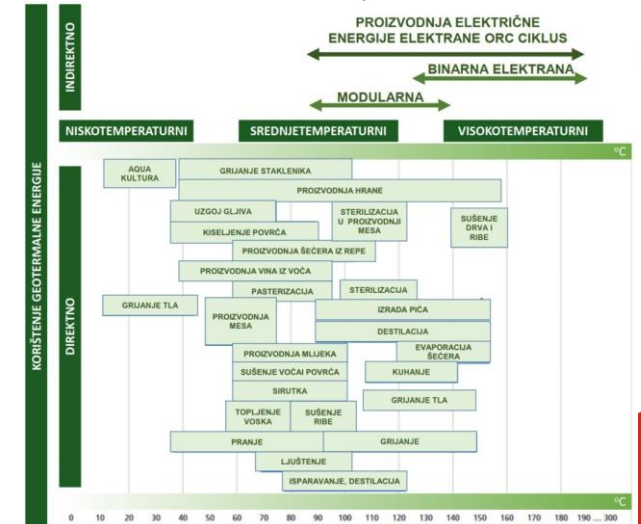 PROIZVODNJA ELEKTRIČNE
ENERGIJE ELEKTRANE ORC CIKLUS
BINARNA ELEKTRANA
MODULARNA
INDIREKTNO
NISKOTEMPERATURNI
SREDNJETEMPERATURNI
VISOKOTEMPERATURNI
°C
KORIŠTENJE GEOTERMALNE ENERGIJE
DIREKTNO
AQUA
KULTURA
GRIJANJE STAKLENIKA
PROIZVODNJA HRANE
UZGOJ GLJIVA
STERILIZACIJA
U PROIZVODNJI
MESA
SUŠENJE
DRVA I
RIBE
KISELJENJE POVRĆA
PROIZVODNJA ŠEĆERA IZ REPE
PROIZVODNJA VINA IZ VOĆA
PASTERIZACIJA
STERILIZACIJA
GRIJANJE TLA
PROIZVODNJA
MESA
IZRADA PIĆA
DESTILACIJA
PROIZVODNJA MLIJEKA
EVAPORACIJA
ŠEĆERA
SUŠENJE VOĆAI POVRĆA
KUHANJE
SIRUTKA
GRIJANJE TLA
TOPLJENJE
VOSKA
SUŠENJE
RIBE
PRANJE
GRIJANJE
LJUŠTENJE
ISPARAVANJE, DESTILACIJA
°C
0 10 20 30 40 50 60 70 80 90 100 110 120 130 140 150 160 170 180 190 .... 300